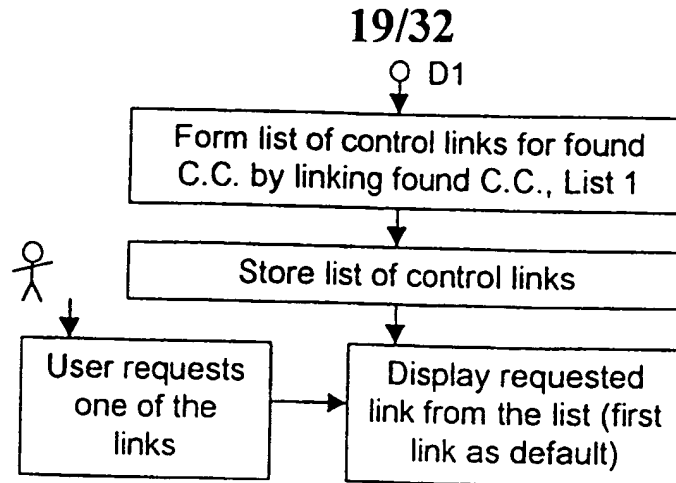 19/32
D1
Form list of control links for found
C.C. by linking found C.C., List 1
Store list of control links
User requests
one of the
links
Display requested
link from the list (first
link as default)